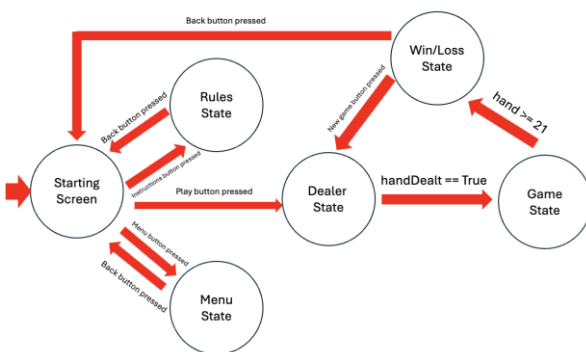 Back button pressed
Win/Loss
State
Rules
State
Back button pressed
New game button pressed
hand >= 21
Instructions button pressed
Starting
Screen
Play button pressed
Dealer
State
handDealt == True
Game
State
Menu button pressed
Back button pressed
Menu
State